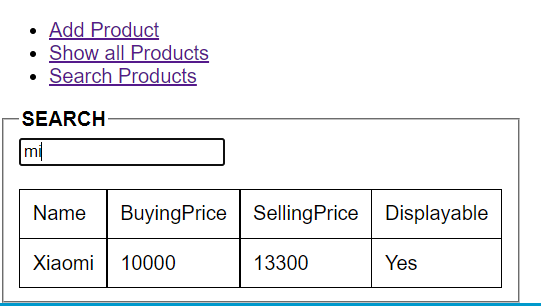 Add Product
Show all Products
Search Products
SEARCH
mi
Name BuyingPrice SellingPrice Displayable
Xiaomi 10000 13300 Yes